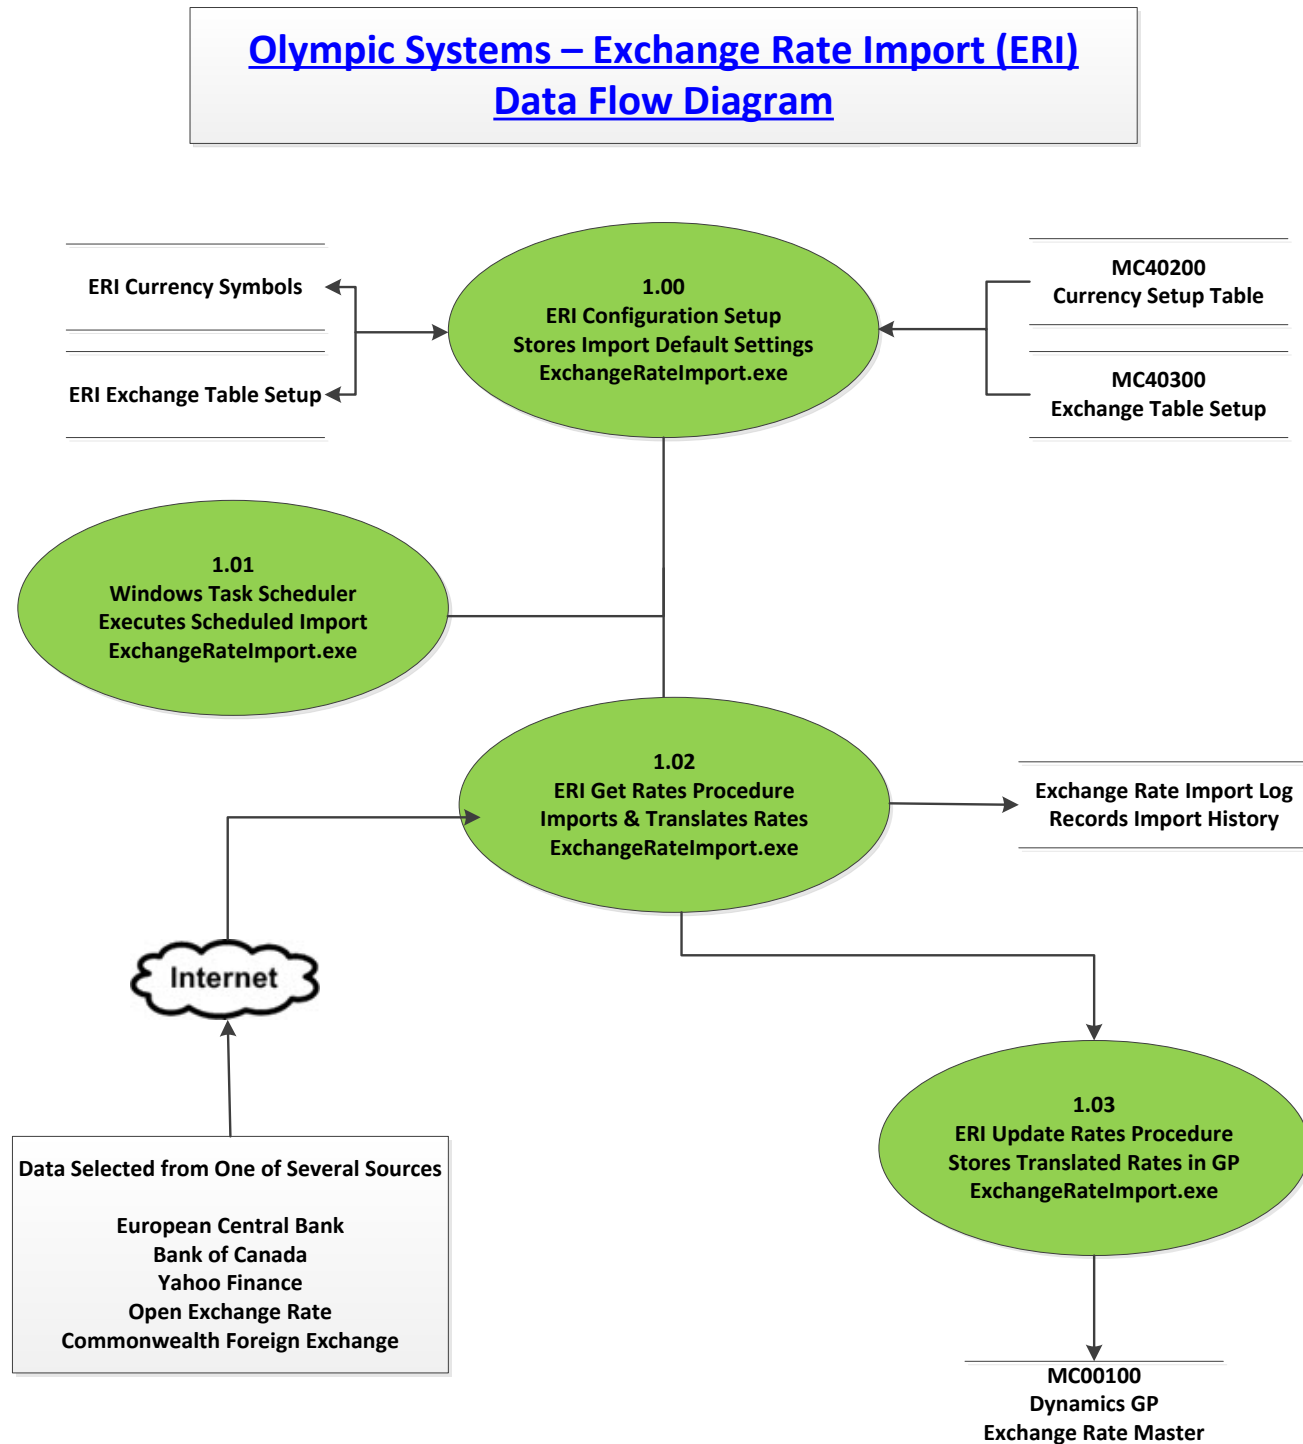 Olympic Systems – Exchange Rate Import (ERI)
Data Flow Diagram
ERI Currency Symbols
ERI Exchange Table Setup
1.00
ERI Configuration Setup
Stores Import Default Settings
ExchangeRateImport.exe
MC40200
Currency Setup Table
MC40300
Exchange Table Setup
1.01
Windows Task Scheduler
Executes Scheduled Import
ExchangeRateImport.exe
1.02
ERI Get Rates Procedure
Imports & Translates Rates
ExchangeRateImport.exe
Exchange Rate Import Log
Records Import History
Internet
1.03
ERI Update Rates Procedure
Stores Translated Rates in GP
ExchangeRateImport.exe
Data Selected from One of Several Sources
European Central Bank
Bank of Canada
Yahoo Finance
Open Exchange Rate
Commonwealth Foreign Exchange
MC00100
Dynamics GP
Exchange Rate Master